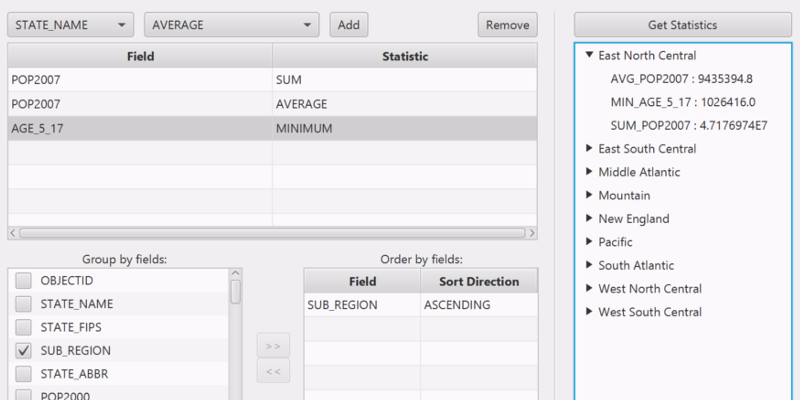 STATE_NAME AVERAGE Add Remove
Field Statistic
POP2007 SUM
POP2007 AVERAGE
AGE_5_17 MINIMUM
Group by fields:
OBJECTID
STATE_NAME
STATE_FIPS
SUB_REGION
STATE_ABBR
POP2000
>>
<<
Order by fields:
Field Sort Direction
SUB_REGION ASCENDING
Get Statistics
East North Central
AVG_POP2007 : 9435394.8
MIN_AGE_5_17 : 1026416.0
SUM_POP2007 : 4.7176974E7
East South Central
Middle Atlantic
Mountain
New England
Pacific
South Atlantic
West North Central
West South Central